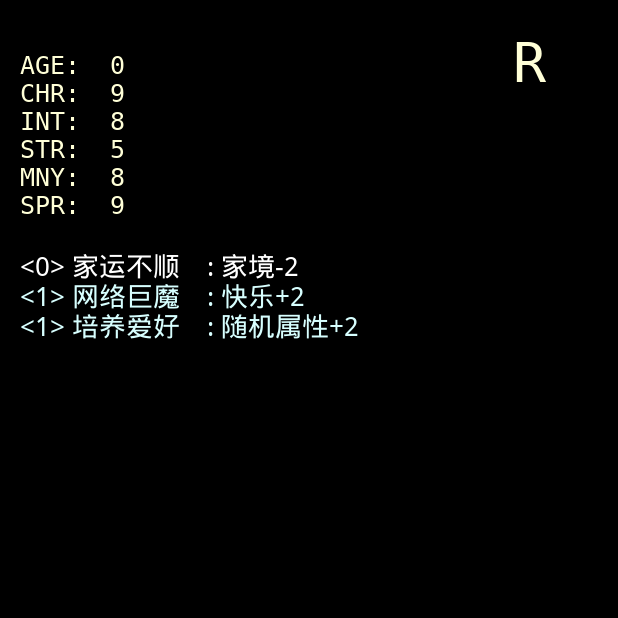 R
AGE: 0
CHR: 9
INT: 8
STR: 5
MNY: 8
SPR: 9
<0> 家运不顺 : 家境-2
<1> 网络巨魔 : 快乐+2
<1> 培养爱好 : 随机属性+2